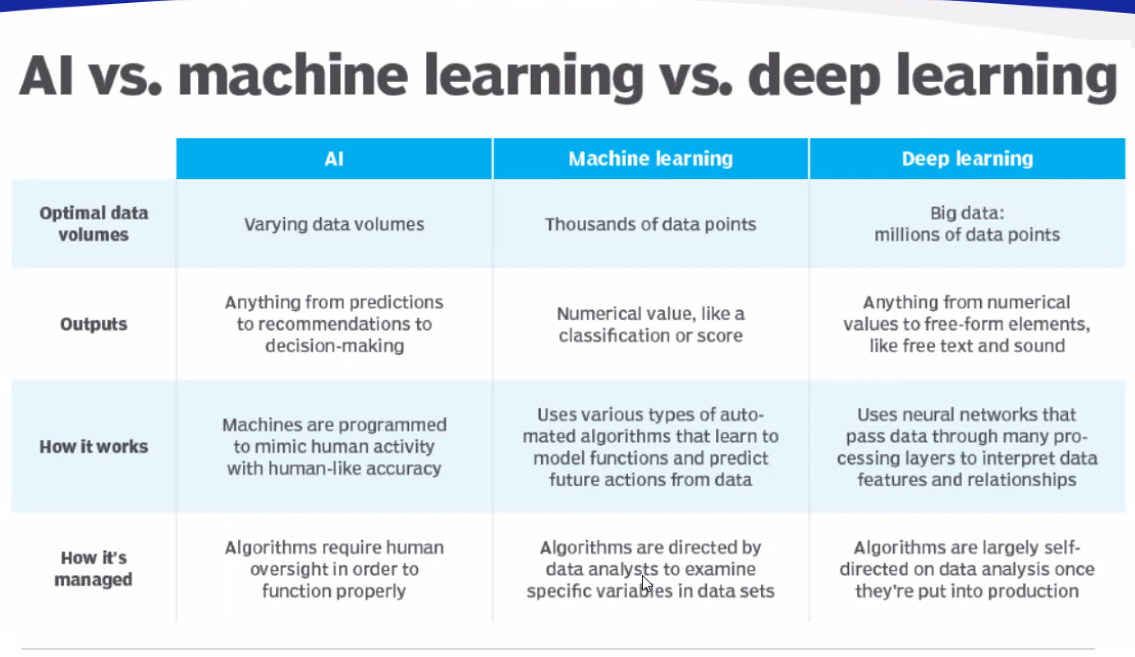 AI vs. machine learning vs. deep learning
AI
Machine learning
Deep learning
Optimal data
volumes
Varying data volumes
Thousands of data points
Big data:
millions of data points
Outputs
Anything from predictions
to recommendations to
decision-making
Numerical value, like a
classification or score
Anything from numerical
values to free-form elements,
like free text and sound
How it works
Machines are programmed
to mimic human activity
with human-like accuracy
Uses various types of auto-
mated algorithms that learn to
model functions and predict
future actions from data
Uses neural networks that
pass data through many pro-
cessing layers to interpret data
features and relationships
How it's
managed
Algorithms require human
oversight in order to
function properly
Algorithms are directed by
data analysts to examine
specific variables in data sets
Algorithms are largely self-
directed on data analysis once
they're put into production